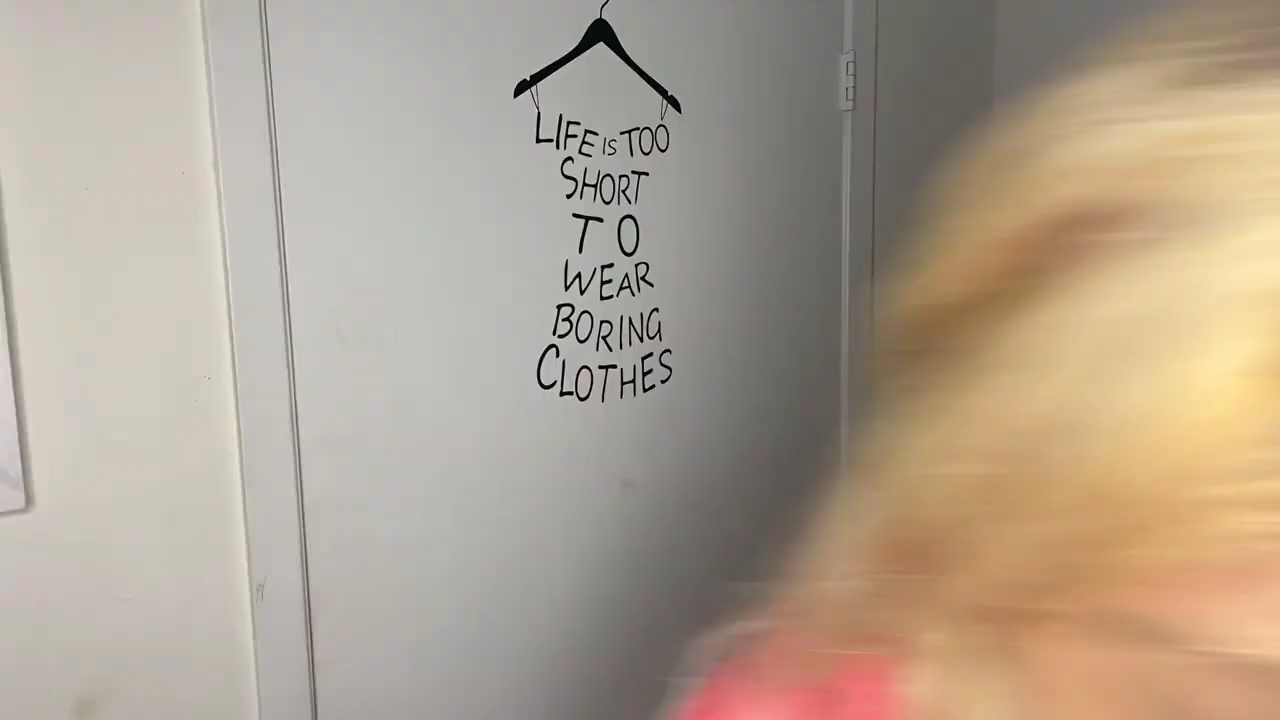 LIFE IS TOO
SHORT
TO
WEAR
BORING
CLOTHES